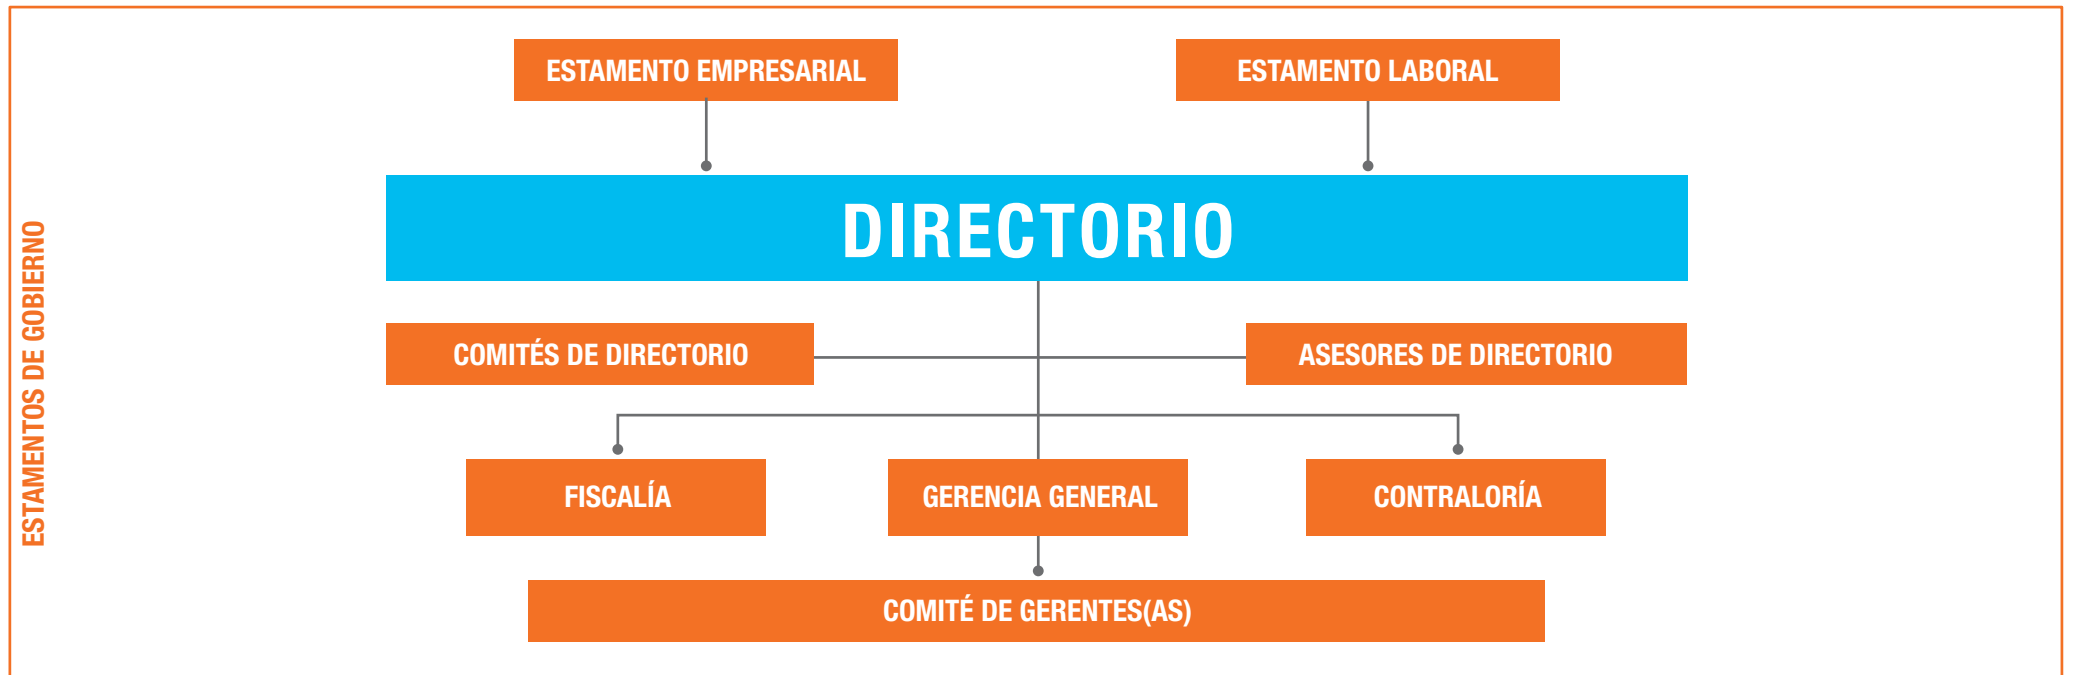 ESTAMENTOS DE GOBIERNO
ESTAMENTO EMPRESARIAL
ESTAMENTO LABORAL
DIRECTORIO
COMITÉS DE DIRECTORIO
ASESORES DE DIRECTORIO
FISCALÍA
GERENCIA GENERAL
CONTRALORÍA
COMITÉ DE GERENTES(AS)